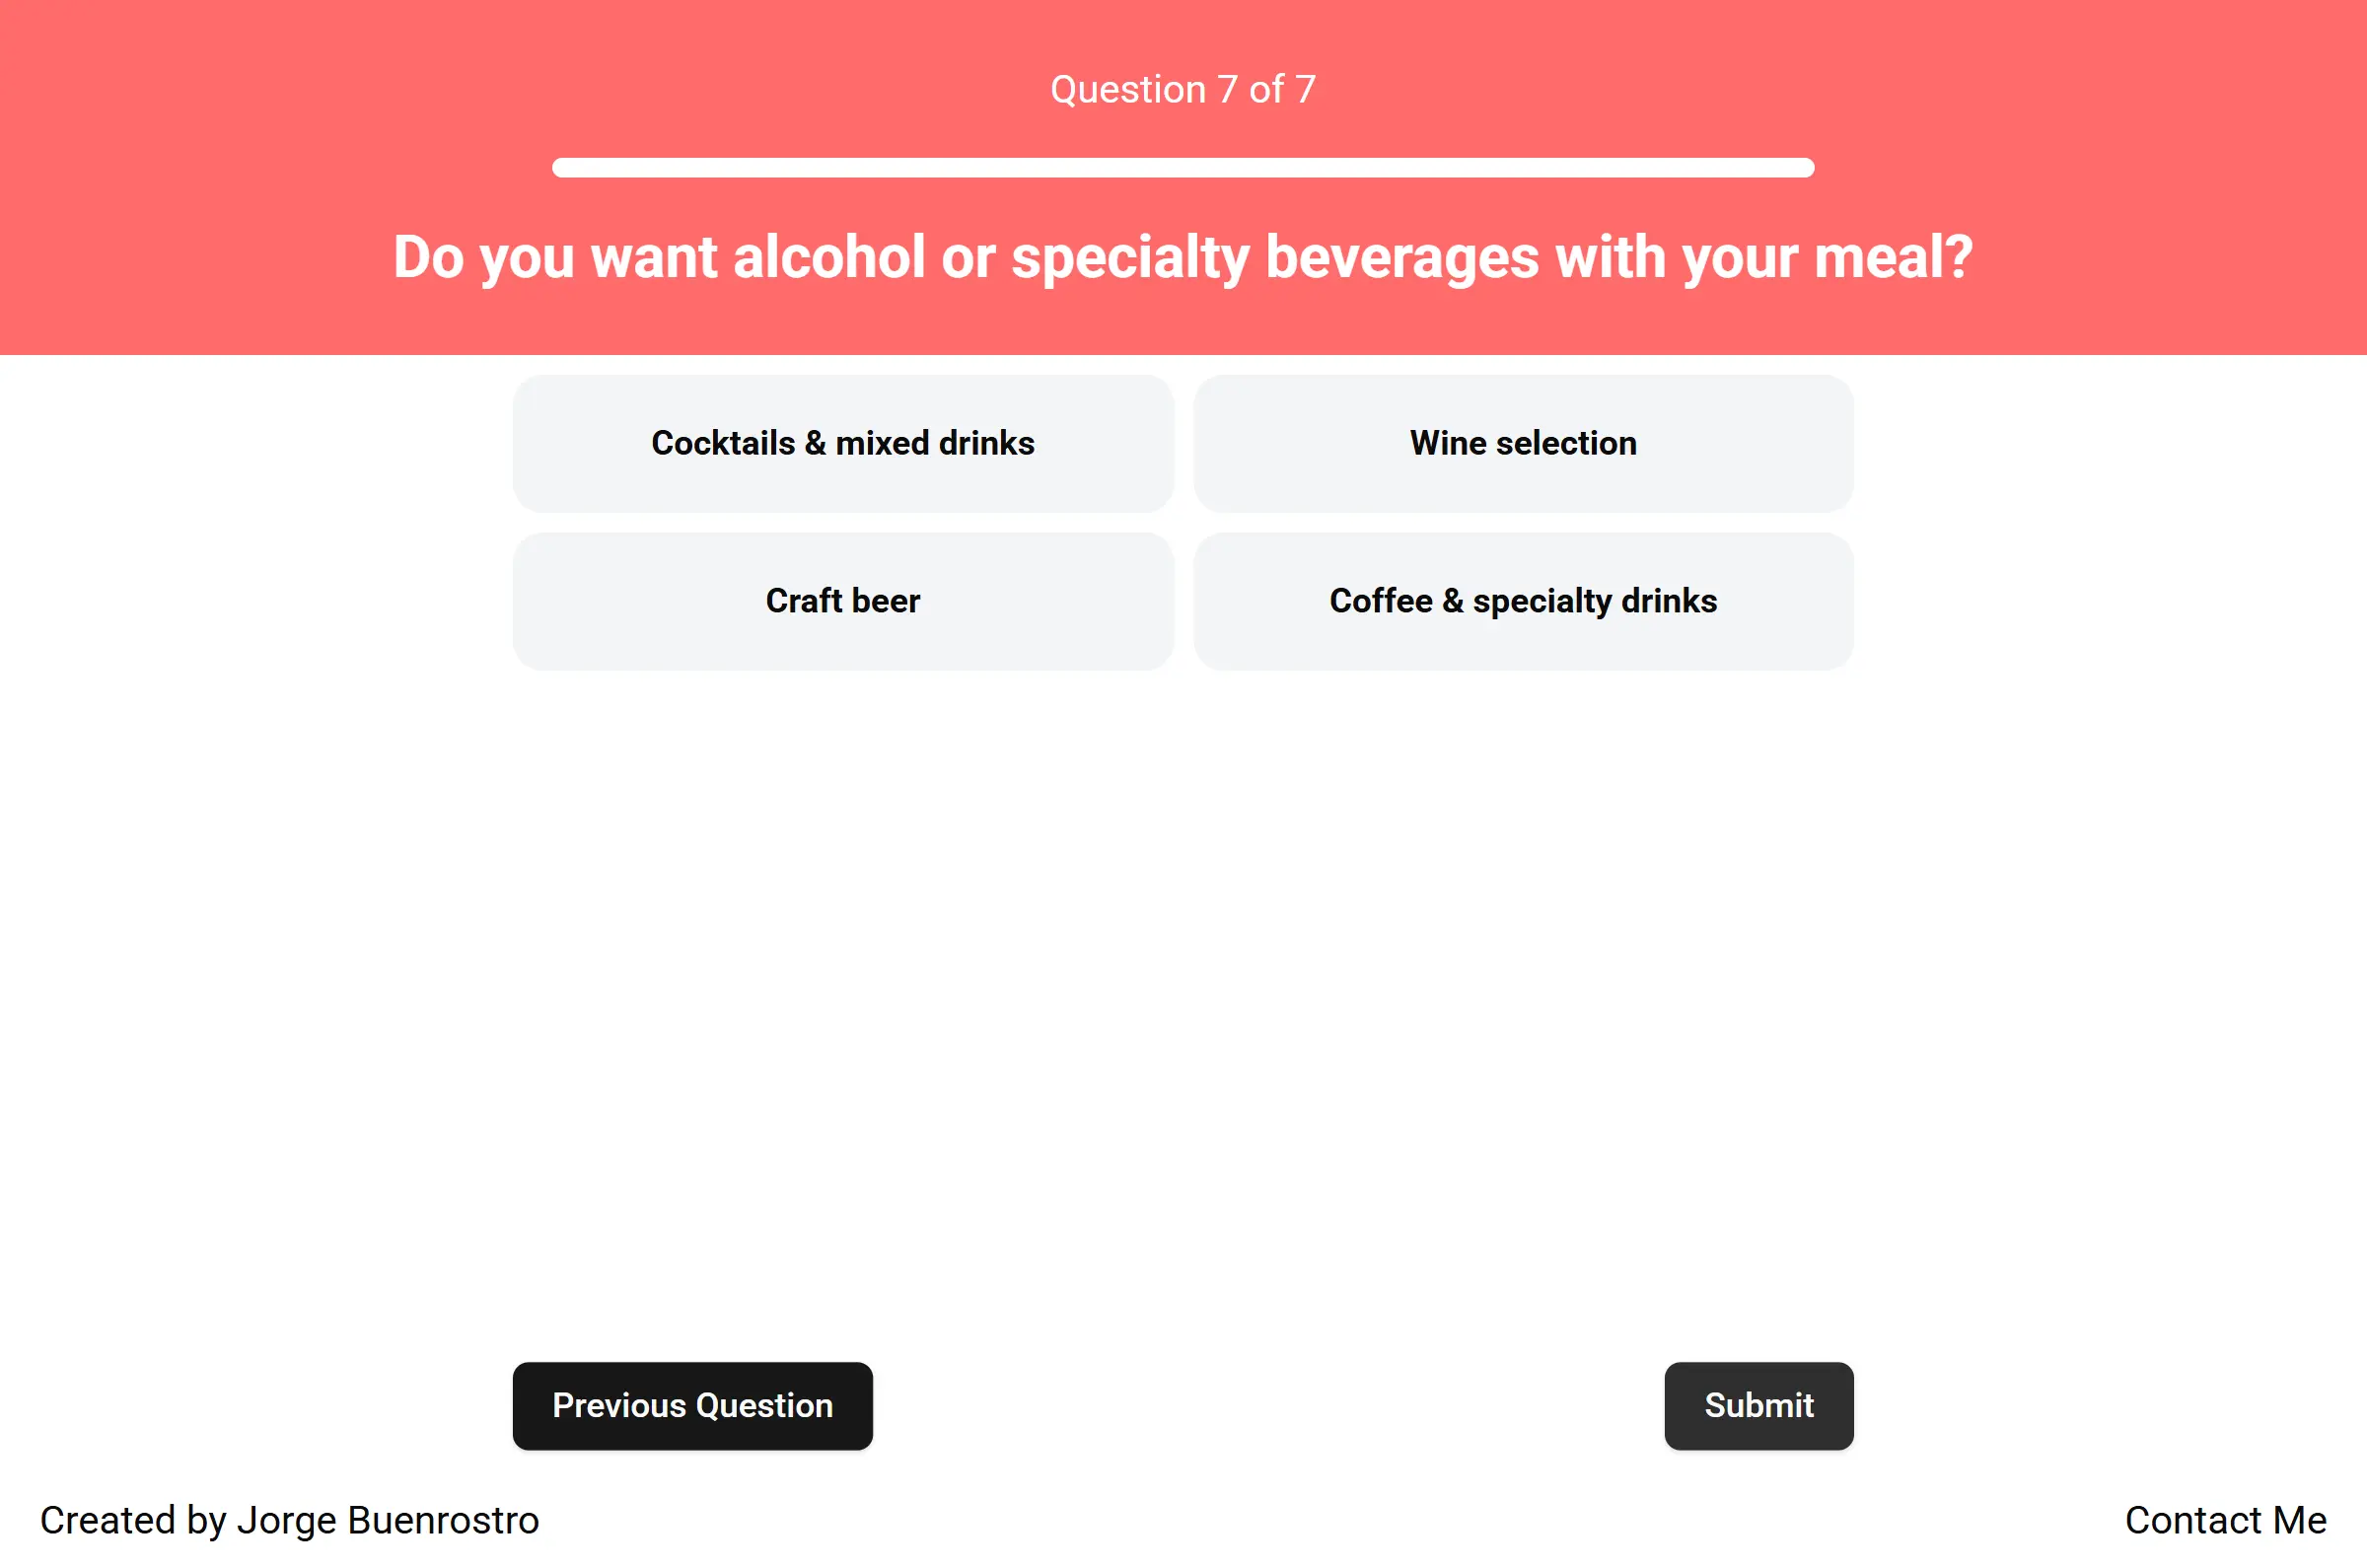 Question 7 of 7
Do you want alcohol or specialty beverages with your meal?
Cocktails & mixed drinks
Wine selection
Craft beer
Coffee & specialty drinks
Previous Question
Submit
Created by Jorge Buenrostro
Contact Me